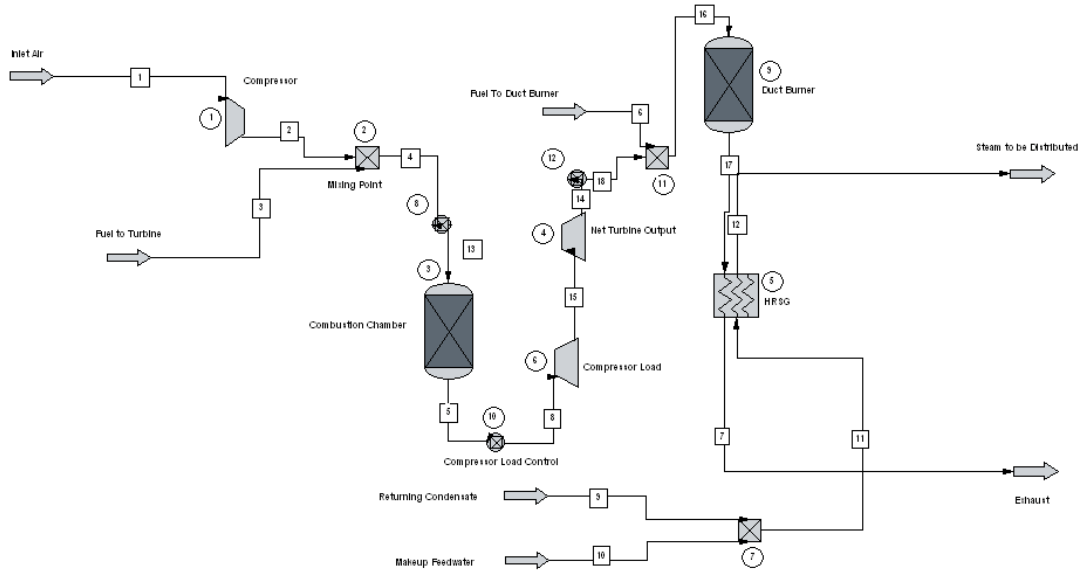 16
Inlet Air
1
Compressor
9
Duct Burner
Fuel To Duct Burner
6
1
2
2
4
Mixing Point
Steam to be Distributed
17
12
18
11
14
3
8
4
Net Turbine Output
12
Fuel to Turbine
13
3
5
HRSG
15
Combustion Chamber
6
Compressor Load
5
10
8
7
11
Compressor Load Control
Returning Condensate
9
Exhaust
Makeup Feedwater
10
7